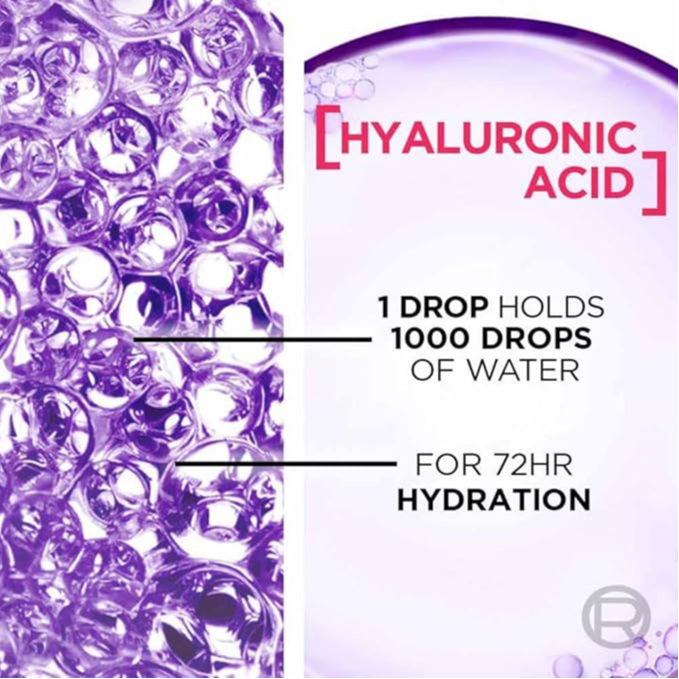 [HYALURONIC
ACID]
1 DROP HOLDS
1000 DROPS
OF WATER
FOR 72HR
HYDRATION
R